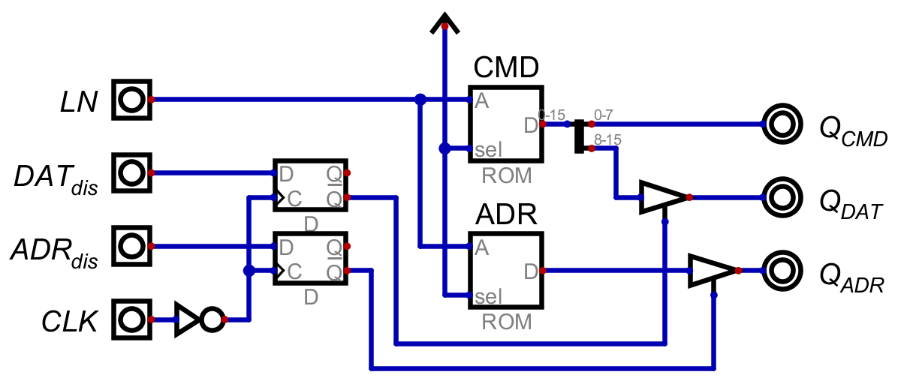 CMD
LN
A
D
0-15
0-7
8-15
sel
ROM
Q_CMD
DAT_dis
D
Q
C
Q
D
Q_DAT
ADR
ADR_dis
D
Q
C
Q
D
A
D
sel
ROM
Q_ADR
CLK